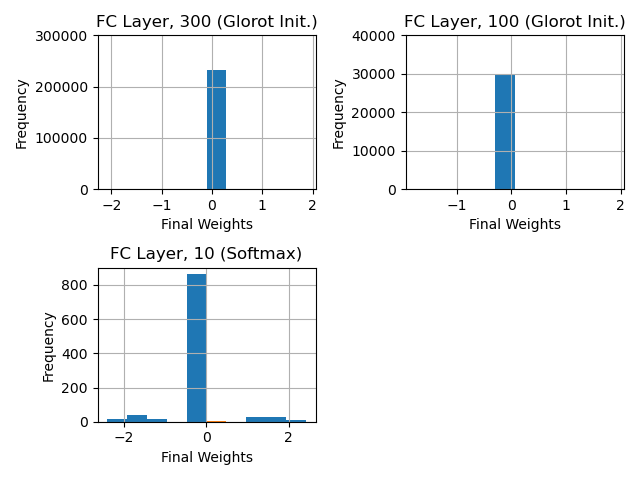 FC Layer, 300 (Glorot Init.)
300000
200000
100000
0
Frequency
−2 −1 0 1 2
Final Weights
FC Layer, 100 (Glorot Init.)
40000
30000
20000
10000
0
Frequency
−1 0 1 2
Final Weights
FC Layer, 10 (Softmax)
800
600
400
200
0
Frequency
−2 0 2
Final Weights